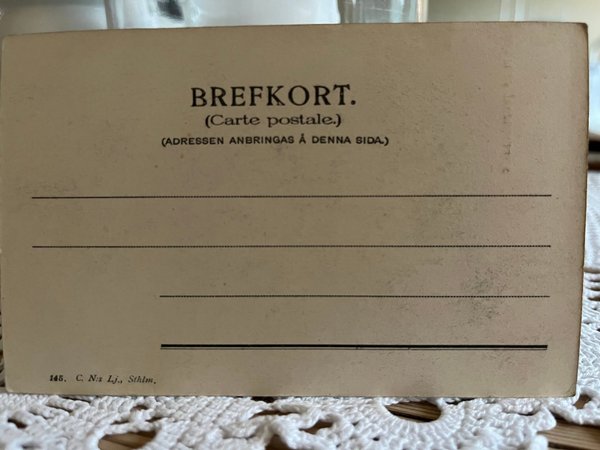 BREFKORT.
(Carte postale.)
(ADRESSEN ANBRINGAS Å DENNA SIDA.)
145. C. N:s Lj., Sthlm.